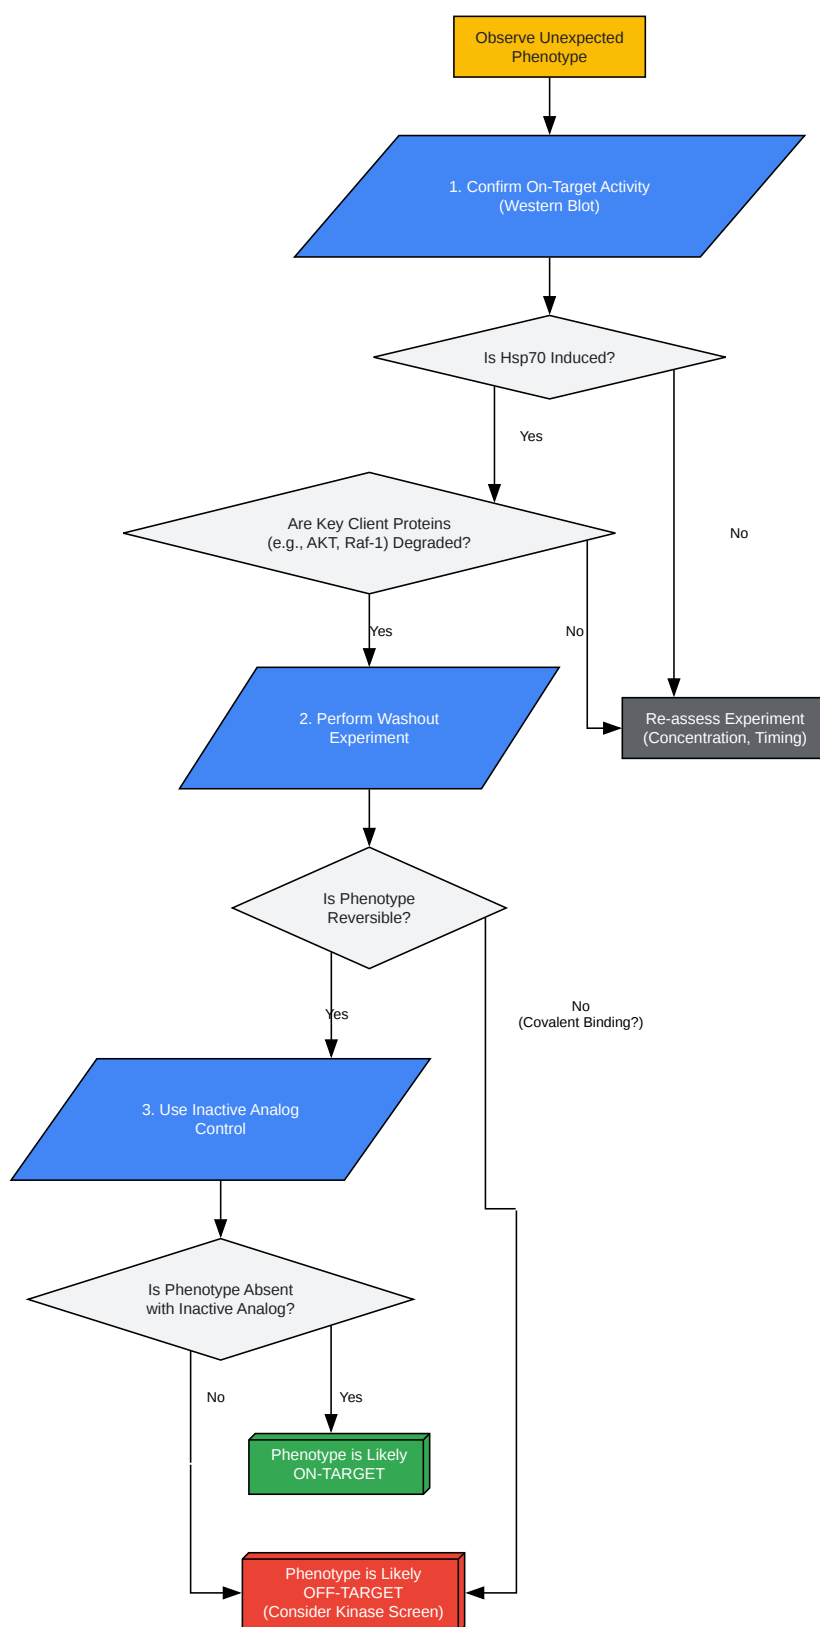 Observe Unexpected
Phenotype
1. Confirm On-Target Activity
(Western Blot)
Is Hsp70 Induced?
Yes
Are Key Client Proteins
(e.g., AKT, Raf-1) Degraded?
No
Yes
No
2. Perform Washout
Experiment
Re-assess Experiment
(Concentration, Timing)
Is Phenotype
Reversible?
Yes
No
(Covalent Binding?)
3. Use Inactive Analog
Control
Is Phenotype Absent
with Inactive Analog?
No
Yes
Phenotype is Likely
ON-TARGET
Phenotype is Likely
OFF-TARGET
(Consider Kinase Screen)